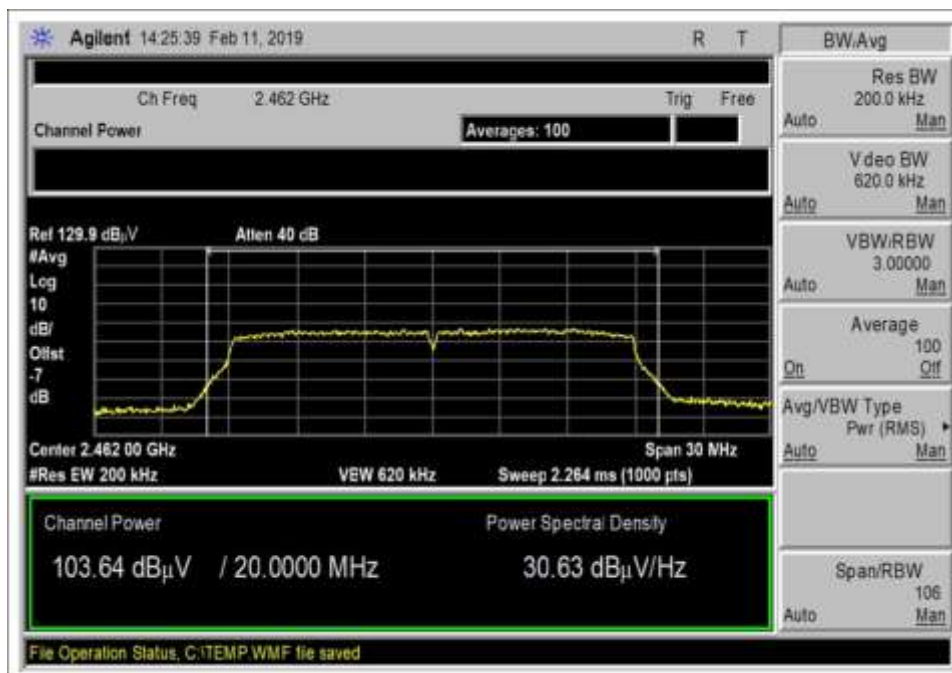 Agilent 14:25:39 Feb 11, 2019 R T
Ch Freq 2.462 GHz Trig Free
Channel Power Averages: 100
Ref 129.9 dBµV Atten 40 dB
#Avg
Log
10
dB/
Offst
-7
dB
Center 2.462 00 GHz Span 30 MHz
#Res BW 200 kHz VBW 620 kHz Sweep 2.264 ms (1000 pts)
Channel Power Power Spectral Density
103.64 dBµV / 20.0000 MHz 30.63 dBµV/Hz
File Operation Status, C:\TEMP.WMF file saved
BW/Avg
Res BW
200.0 kHz
Auto Man
Video BW
620.0 kHz
Auto Man
VBW/RBW
3.00000
Auto Man
Average
100
On Off
Avg/VBW Type
Pwr (RMS)
Auto Man
Span/RBW
106
Auto Man